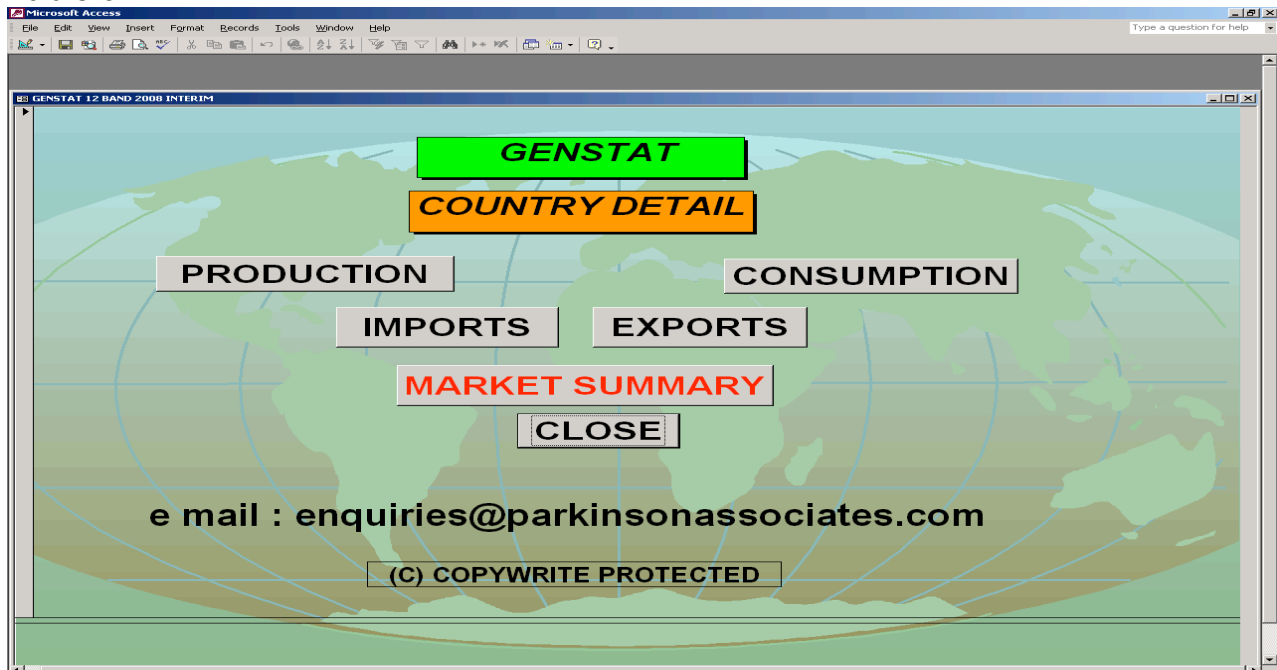 Microsoft Access
File Edit View Insert Format Records Tools Window Help
Type a question for help
GENSTAT 12 BAND 2008 INTERIM
GENSTAT
COUNTRY DETAIL
PRODUCTION CONSUMPTION
IMPORTS EXPORTS
MARKET SUMMARY
CLOSE
e mail : enquiries@parkinsonassociates.com
(C) COPYWRITE PROTECTED